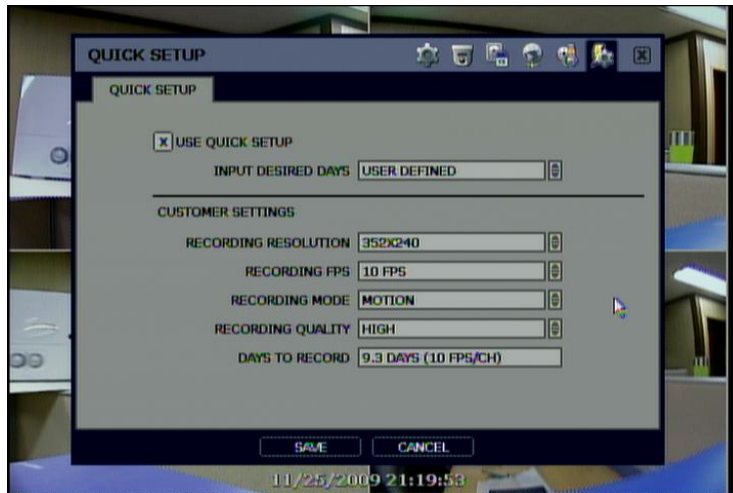 QUICK SETUP
QUICK SETUP
X USE QUICK SETUP
INPUT DESIRED DAYS USER DEFINED
CUSTOMER SETTINGS
RECORDING RESOLUTION 352X240
RECORDING FPS 10 FPS
RECORDING MODE MOTION
RECORDING QUALITY HIGH
DAYS TO RECORD 9.3 DAYS (10 FPS/CH)
SAVE CANCEL
11/25/2009 21:19:53